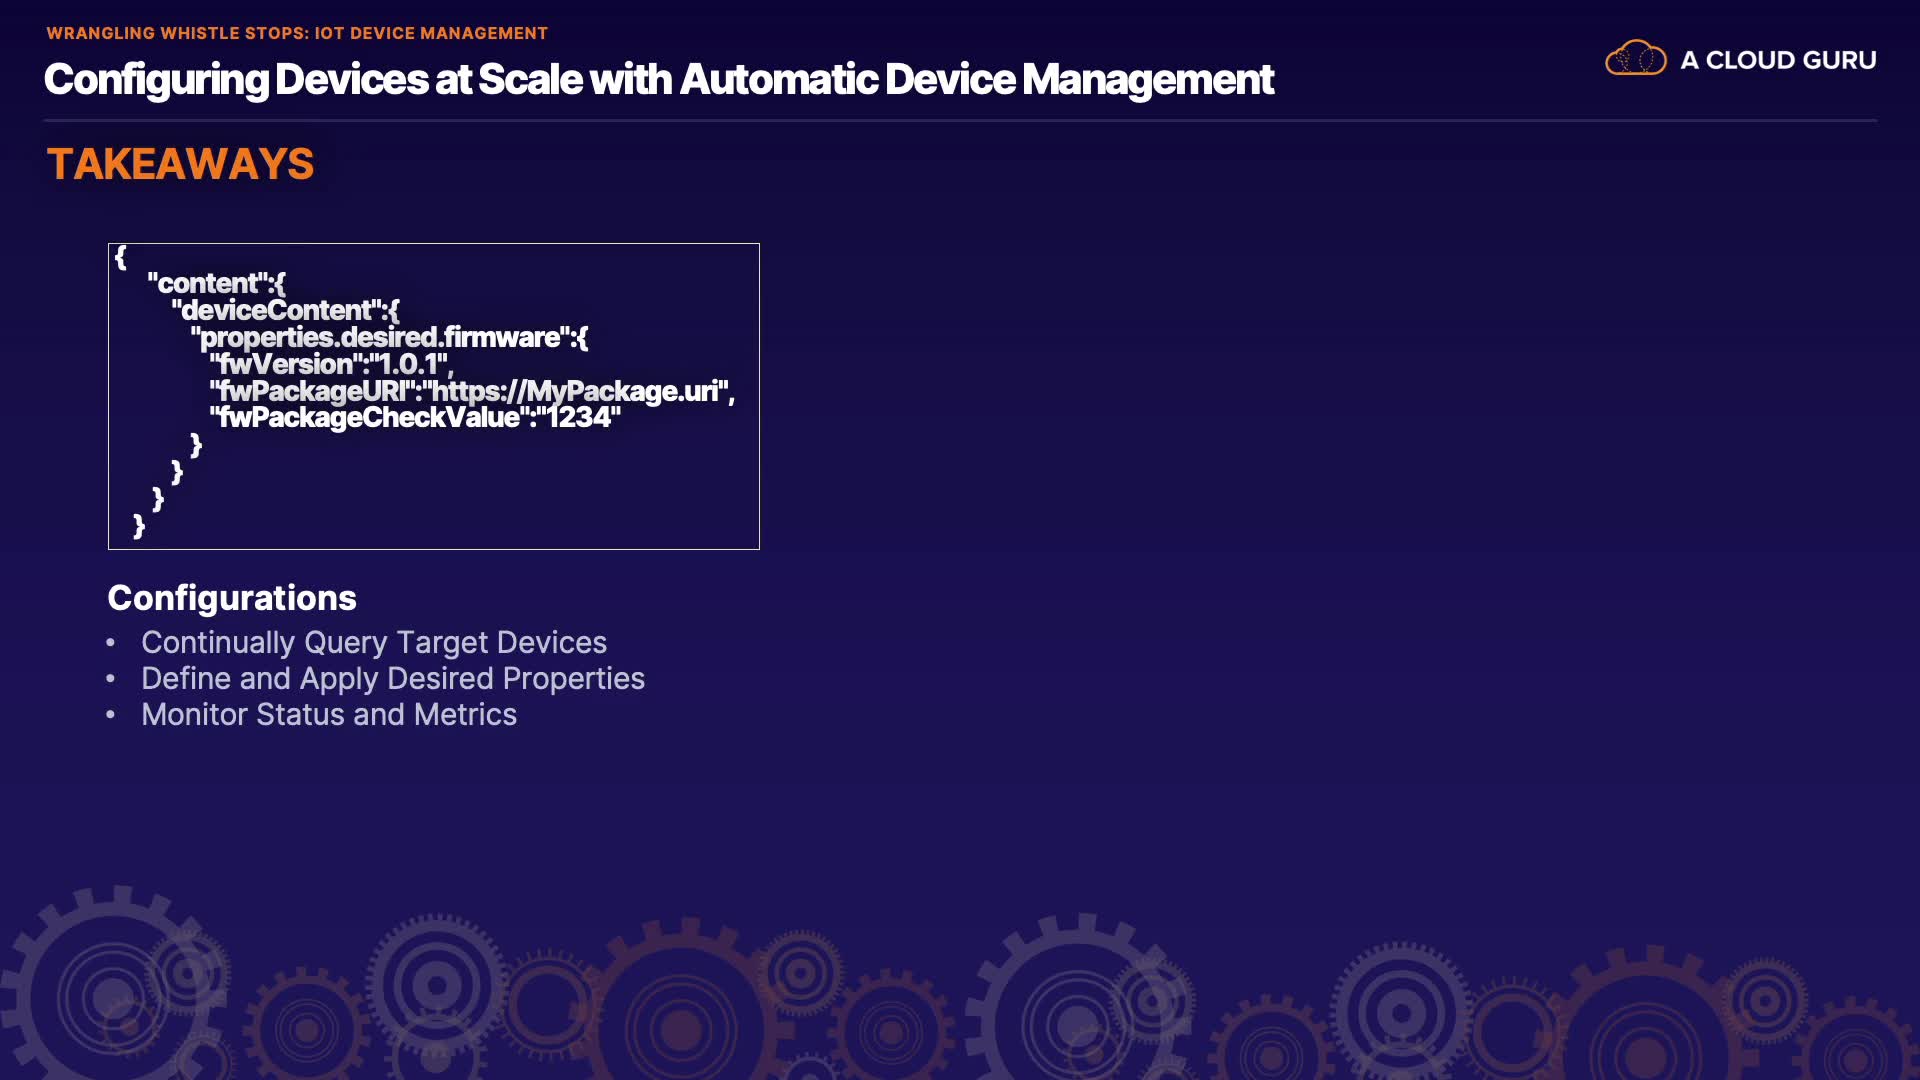 WRANGLING WHISTLE STOPS: IOT DEVICE MANAGEMENT
Configuring Devices at Scale with Automatic Device Management
A CLOUD GURU
TAKEAWAYS
{
"content":{
"deviceContent":{
"properties.desired.firmware":{
"fwVersion":"1.0.1",
"fwPackageURI":"https://MyPackage.uri",
"fwPackageCheckValue":"1234"
}
}
}
}
Configurations
• Continually Query Target Devices
• Define and Apply Desired Properties
• Monitor Status and Metrics